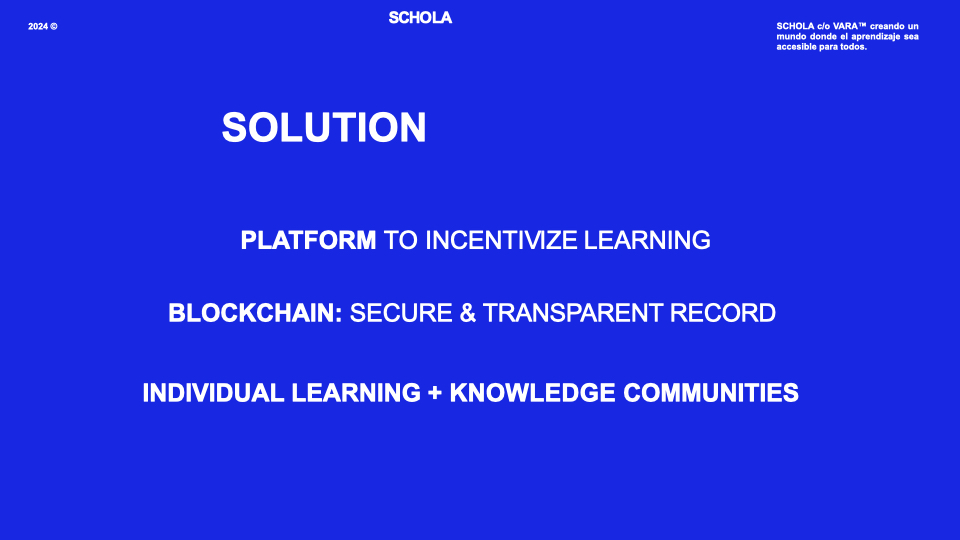 2024 ©
SCHOLA
SCHOLA c/o VARA™ creando un
mundo donde el aprendizaje sea
accesible para todos.
SOLUTION
PLATFORM TO INCENTIVIZE LEARNING
BLOCKCHAIN: SECURE & TRANSPARENT RECORD
INDIVIDUAL LEARNING + KNOWLEDGE COMMUNITIES